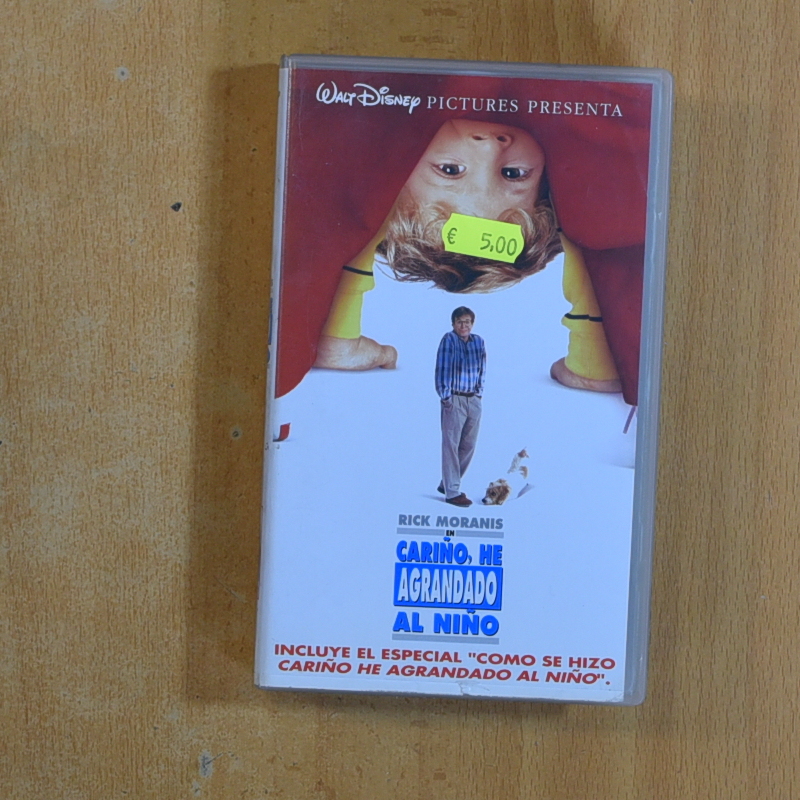 WALT DISNEY PICTURES PRESENTA
€ 5,00
RICK MORANIS
EN
CARIÑO, HE
AGRANDADO
AL NIÑO
INCLUYE EL ESPECIAL "COMO SE HIZO
CARIÑO HE AGRANDADO AL NIÑO".